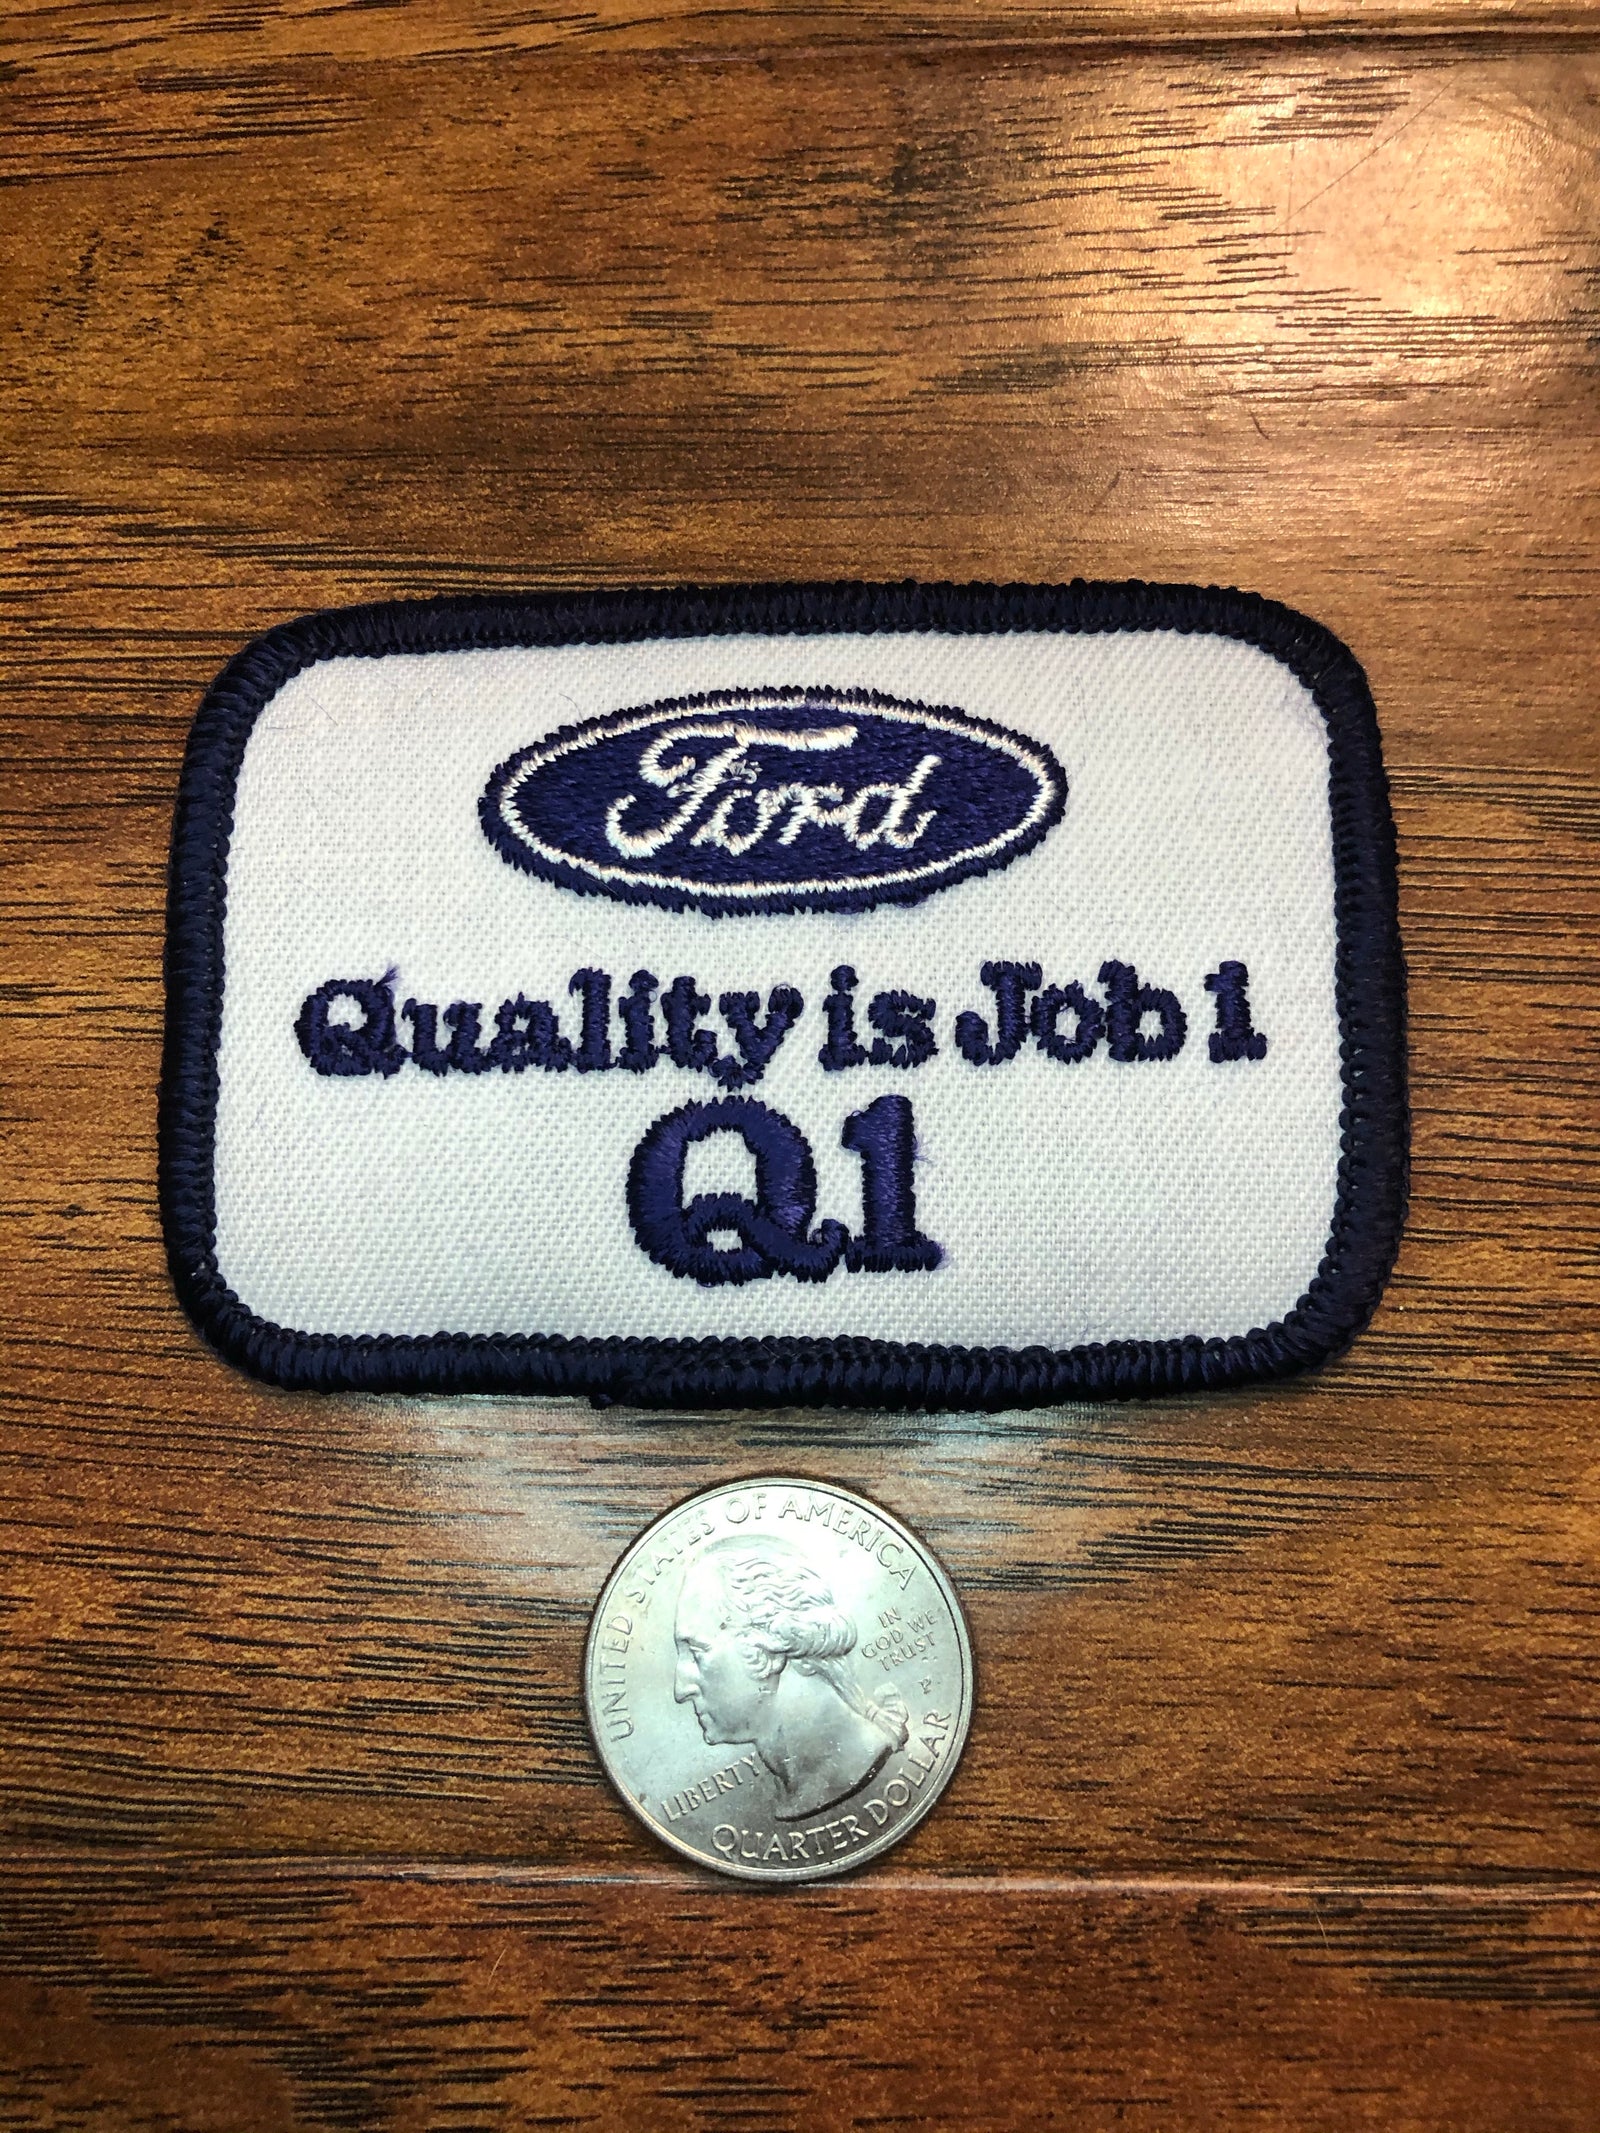 Ford
Quality is Job 1
Q1
UNITED STATES OF AMERICA
IN
GOD WE
TRUST
P
LIBERTY
QUARTER DOLLAR